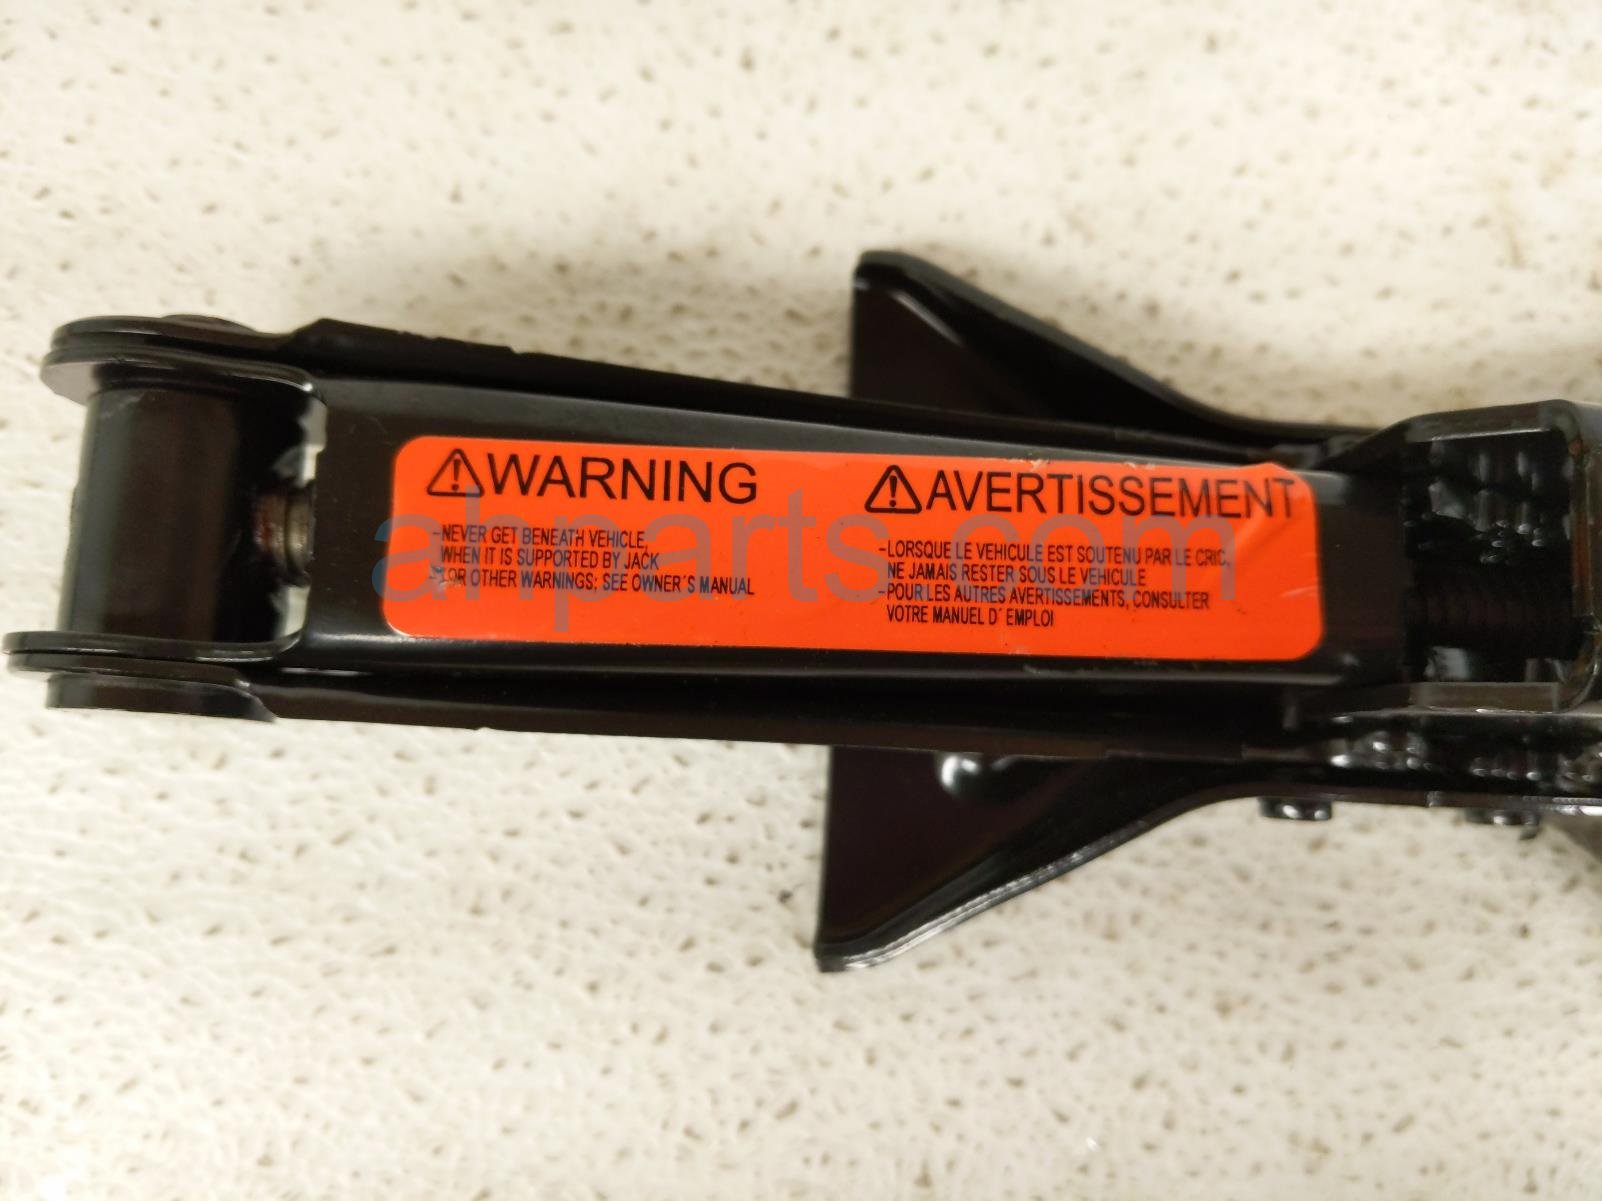 WARNING
-NEVER GET BENEATH VEHICLE,
WHEN IT IS SUPPORTED BY JACK
-FOR OTHER WARNINGS; SEE OWNER´S MANUAL
AVERTISSEMENT
-LORSQUE LE VEHICULE EST SOUTENU PAR LE CRIC,
NE JAMAIS RESTER SOUS LE VEHICULE
-POUR LES AUTRES AVERTISSEMENTS, CONSULTER
VOTRE MANUEL D´ EMPLOI
ahparts.com